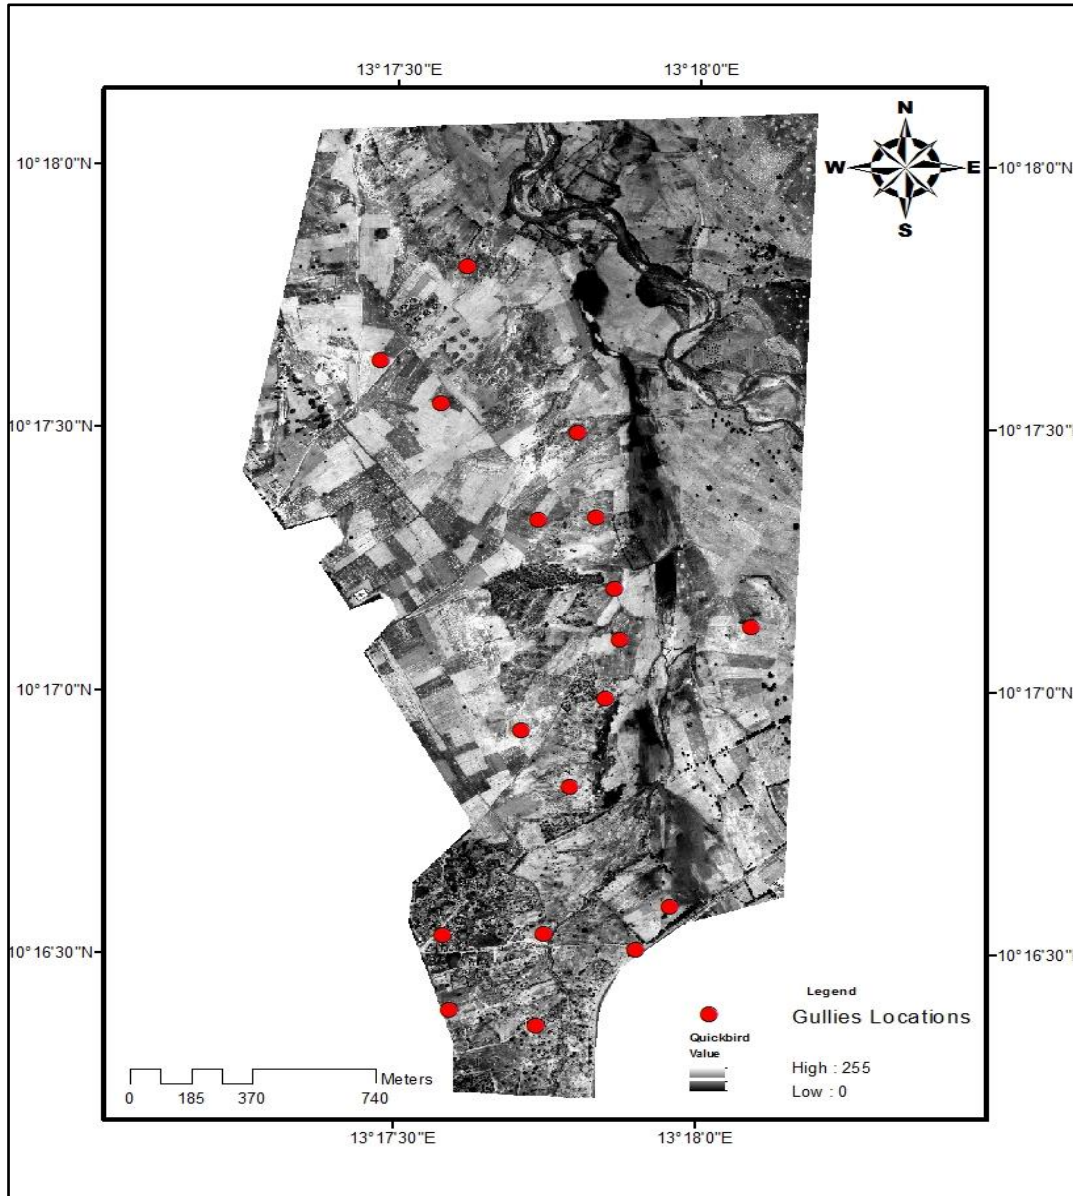 13°17'30"E 13°18'0"E
N
W E
S
10°18'0"N 10°18'0"N
10°17'30"N 10°17'30"N
10°17'0"N 10°17'0"N
10°16'30"N 10°16'30"N
Legend
Gullies Locations
Quickbird
Value
High : 255
Low : 0
Meters
0 185 370 740
13°17'30"E 13°18'0"E